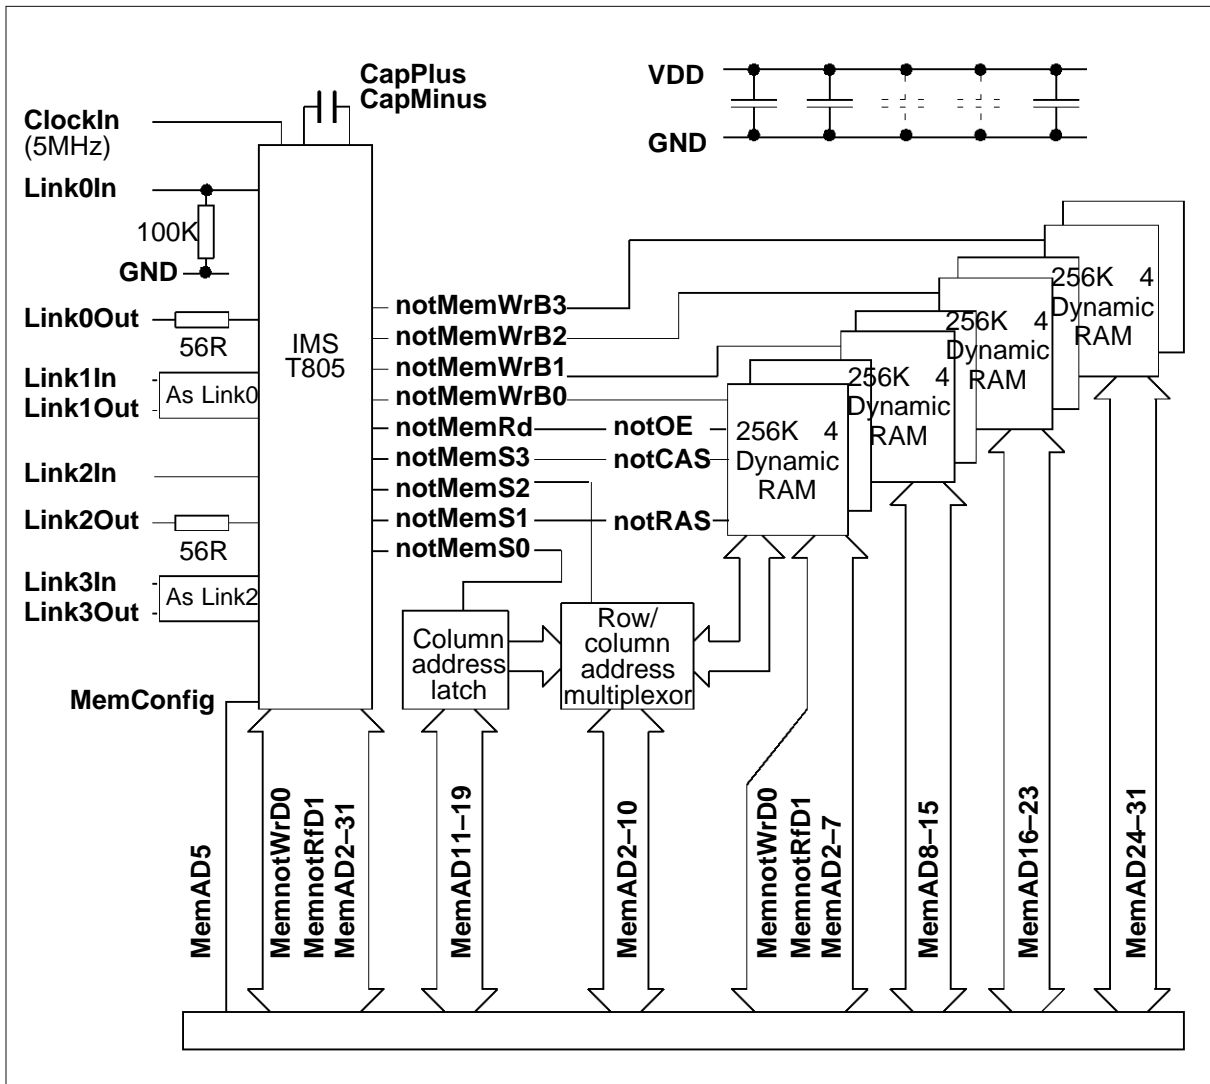 CapPlus
CapMinus
VDD
GND
ClockIn
(5MHz)
Link0In
100K
GND
Link0Out
56R
Link1In
Link1Out
As Link0
Link2In
Link2Out
56R
Link3In
Link3Out
As Link2
MemConfig
IMS
T805
notMemWrB3
notMemWrB2
notMemWrB1
notMemWrB0
notMemRd
notMemS3
notMemS2
notMemS1
notMemS0
notOE
notCAS
notRAS
256K 4
Dynamic
RAM
256K 4
Dynamic
RAM
256K 4
Dynamic
RAM
256K 4
Dynamic
RAM
Column
address
latch
Row/
column
address
multiplexor
MemAD5
MemnotWrD0
MemnotRfD1
MemAD2–31
MemAD11–19
MemAD2–10
MemnotWrD0
MemnotRfD1
MemAD2–7
MemAD8–15
MemAD16–23
MemAD24–31